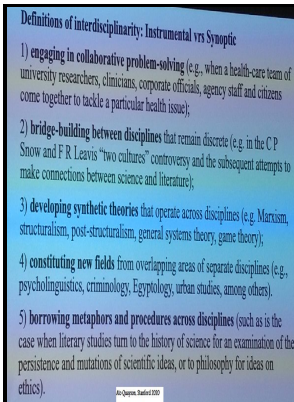 Definitions of interdisciplinarity: Instrumental vrs Synoptic
1) engaging in collaborative problem-solving (e.g., when a health-care team of
university researchers, clinicians, corporate officials, agency staff and citizens
come together to tackle a particular health issue);
2) bridge-building between disciplines that remain discrete (e.g. in the C P
Snow and F R Leavis “two cultures” controversy and the subsequent attempts to
make connections between science and literature);
3) developing synthetic theories that operate across disciplines (e.g. Marxism,
structuralism, post-structuralism, general systems theory, game theory);
4) constituting new fields from overlapping areas of separate disciplines (e.g.,
psycholinguistics, criminology, Egyptology, urban studies, among others).
5) borrowing metaphors and procedures across disciplines (such as is the
case when literary studies turn to the history of science for an examination of the
persistence and mutations of scientific ideas, or to philosophy for ideas on
ethics).
Ato Quayson, Stanford 2020